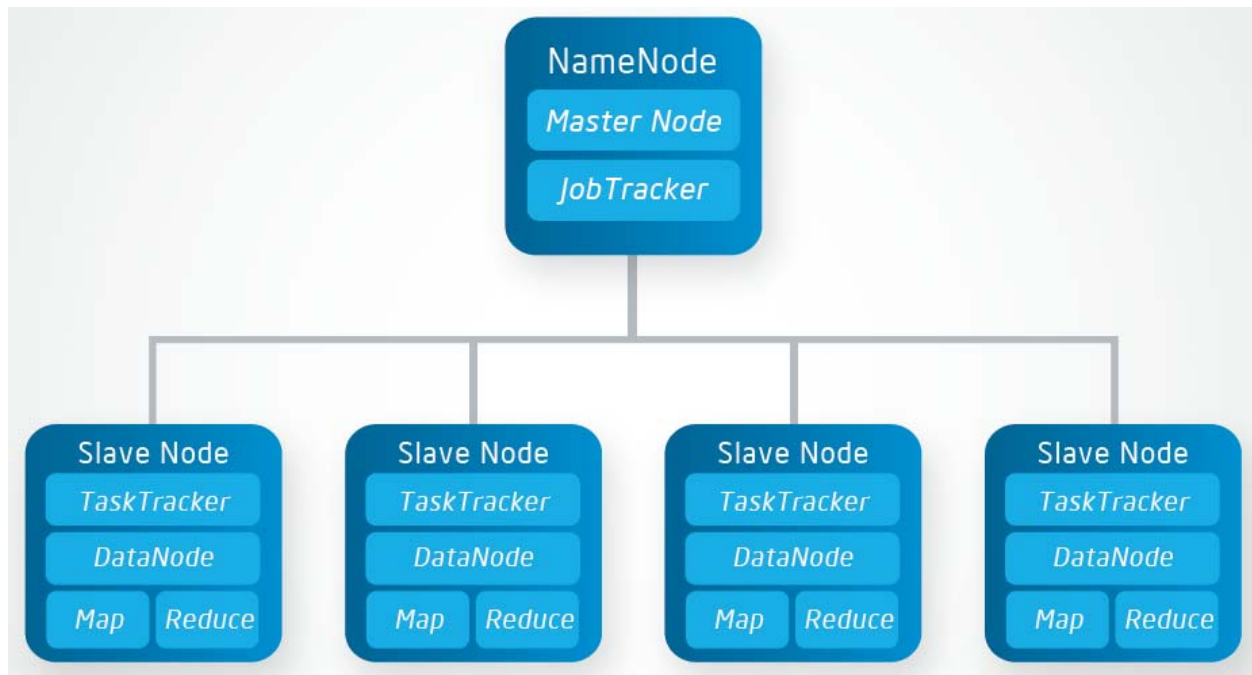 NameNode
Master Node
JobTracker
Slave Node
TaskTracker
DataNode
Map Reduce
Slave Node
TaskTracker
DataNode
Map Reduce
Slave Node
TaskTracker
DataNode
Map Reduce
Slave Node
TaskTracker
DataNode
Map Reduce